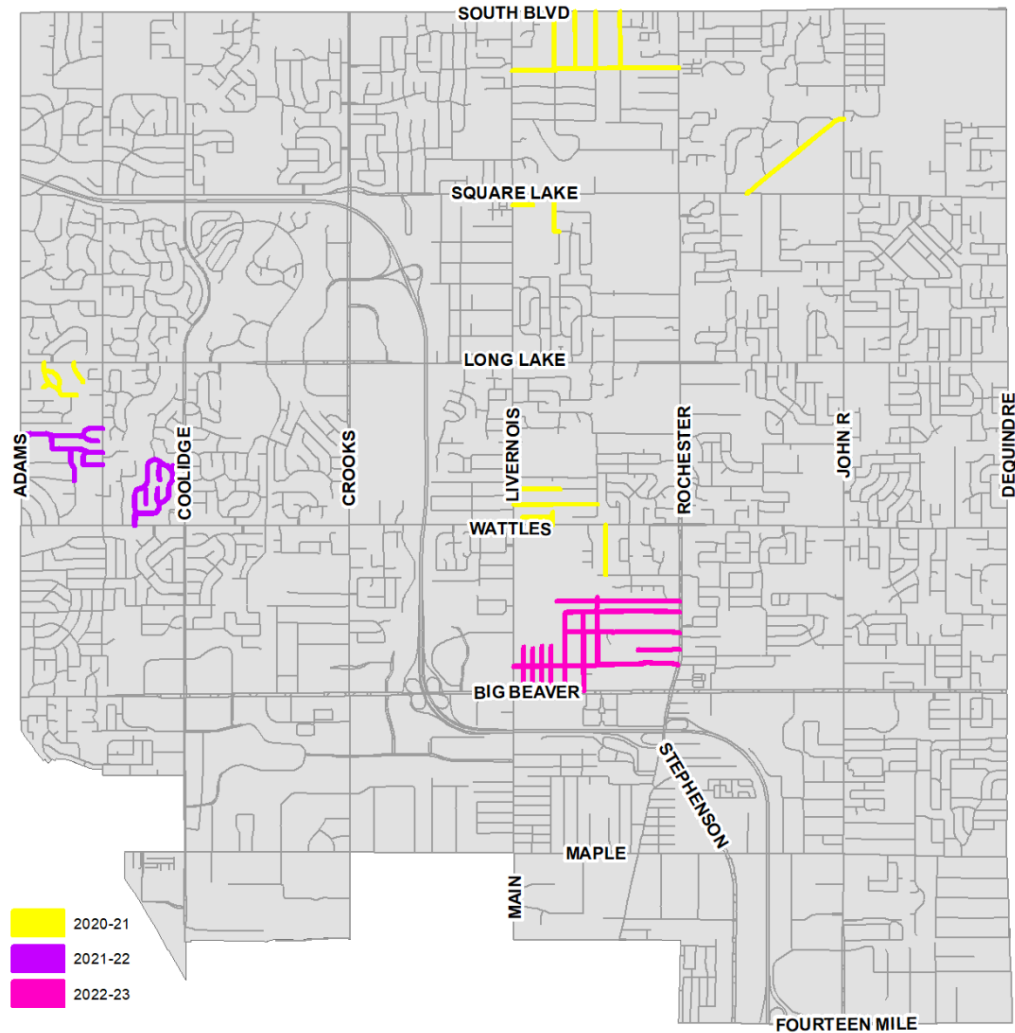 SOUTH BLVD
SQUARE LAKE
LONG LAKE
ADAMS
COOLIDGE
CROOKS
LIVERNOIS
ROCHESTER
JOHN R
DEQUINDRE
WATTLES
BIG BEAVER
STEPHENSON
MAPLE
MAIN
2020-21
2021-22
2022-23
FOURTEEN MILE